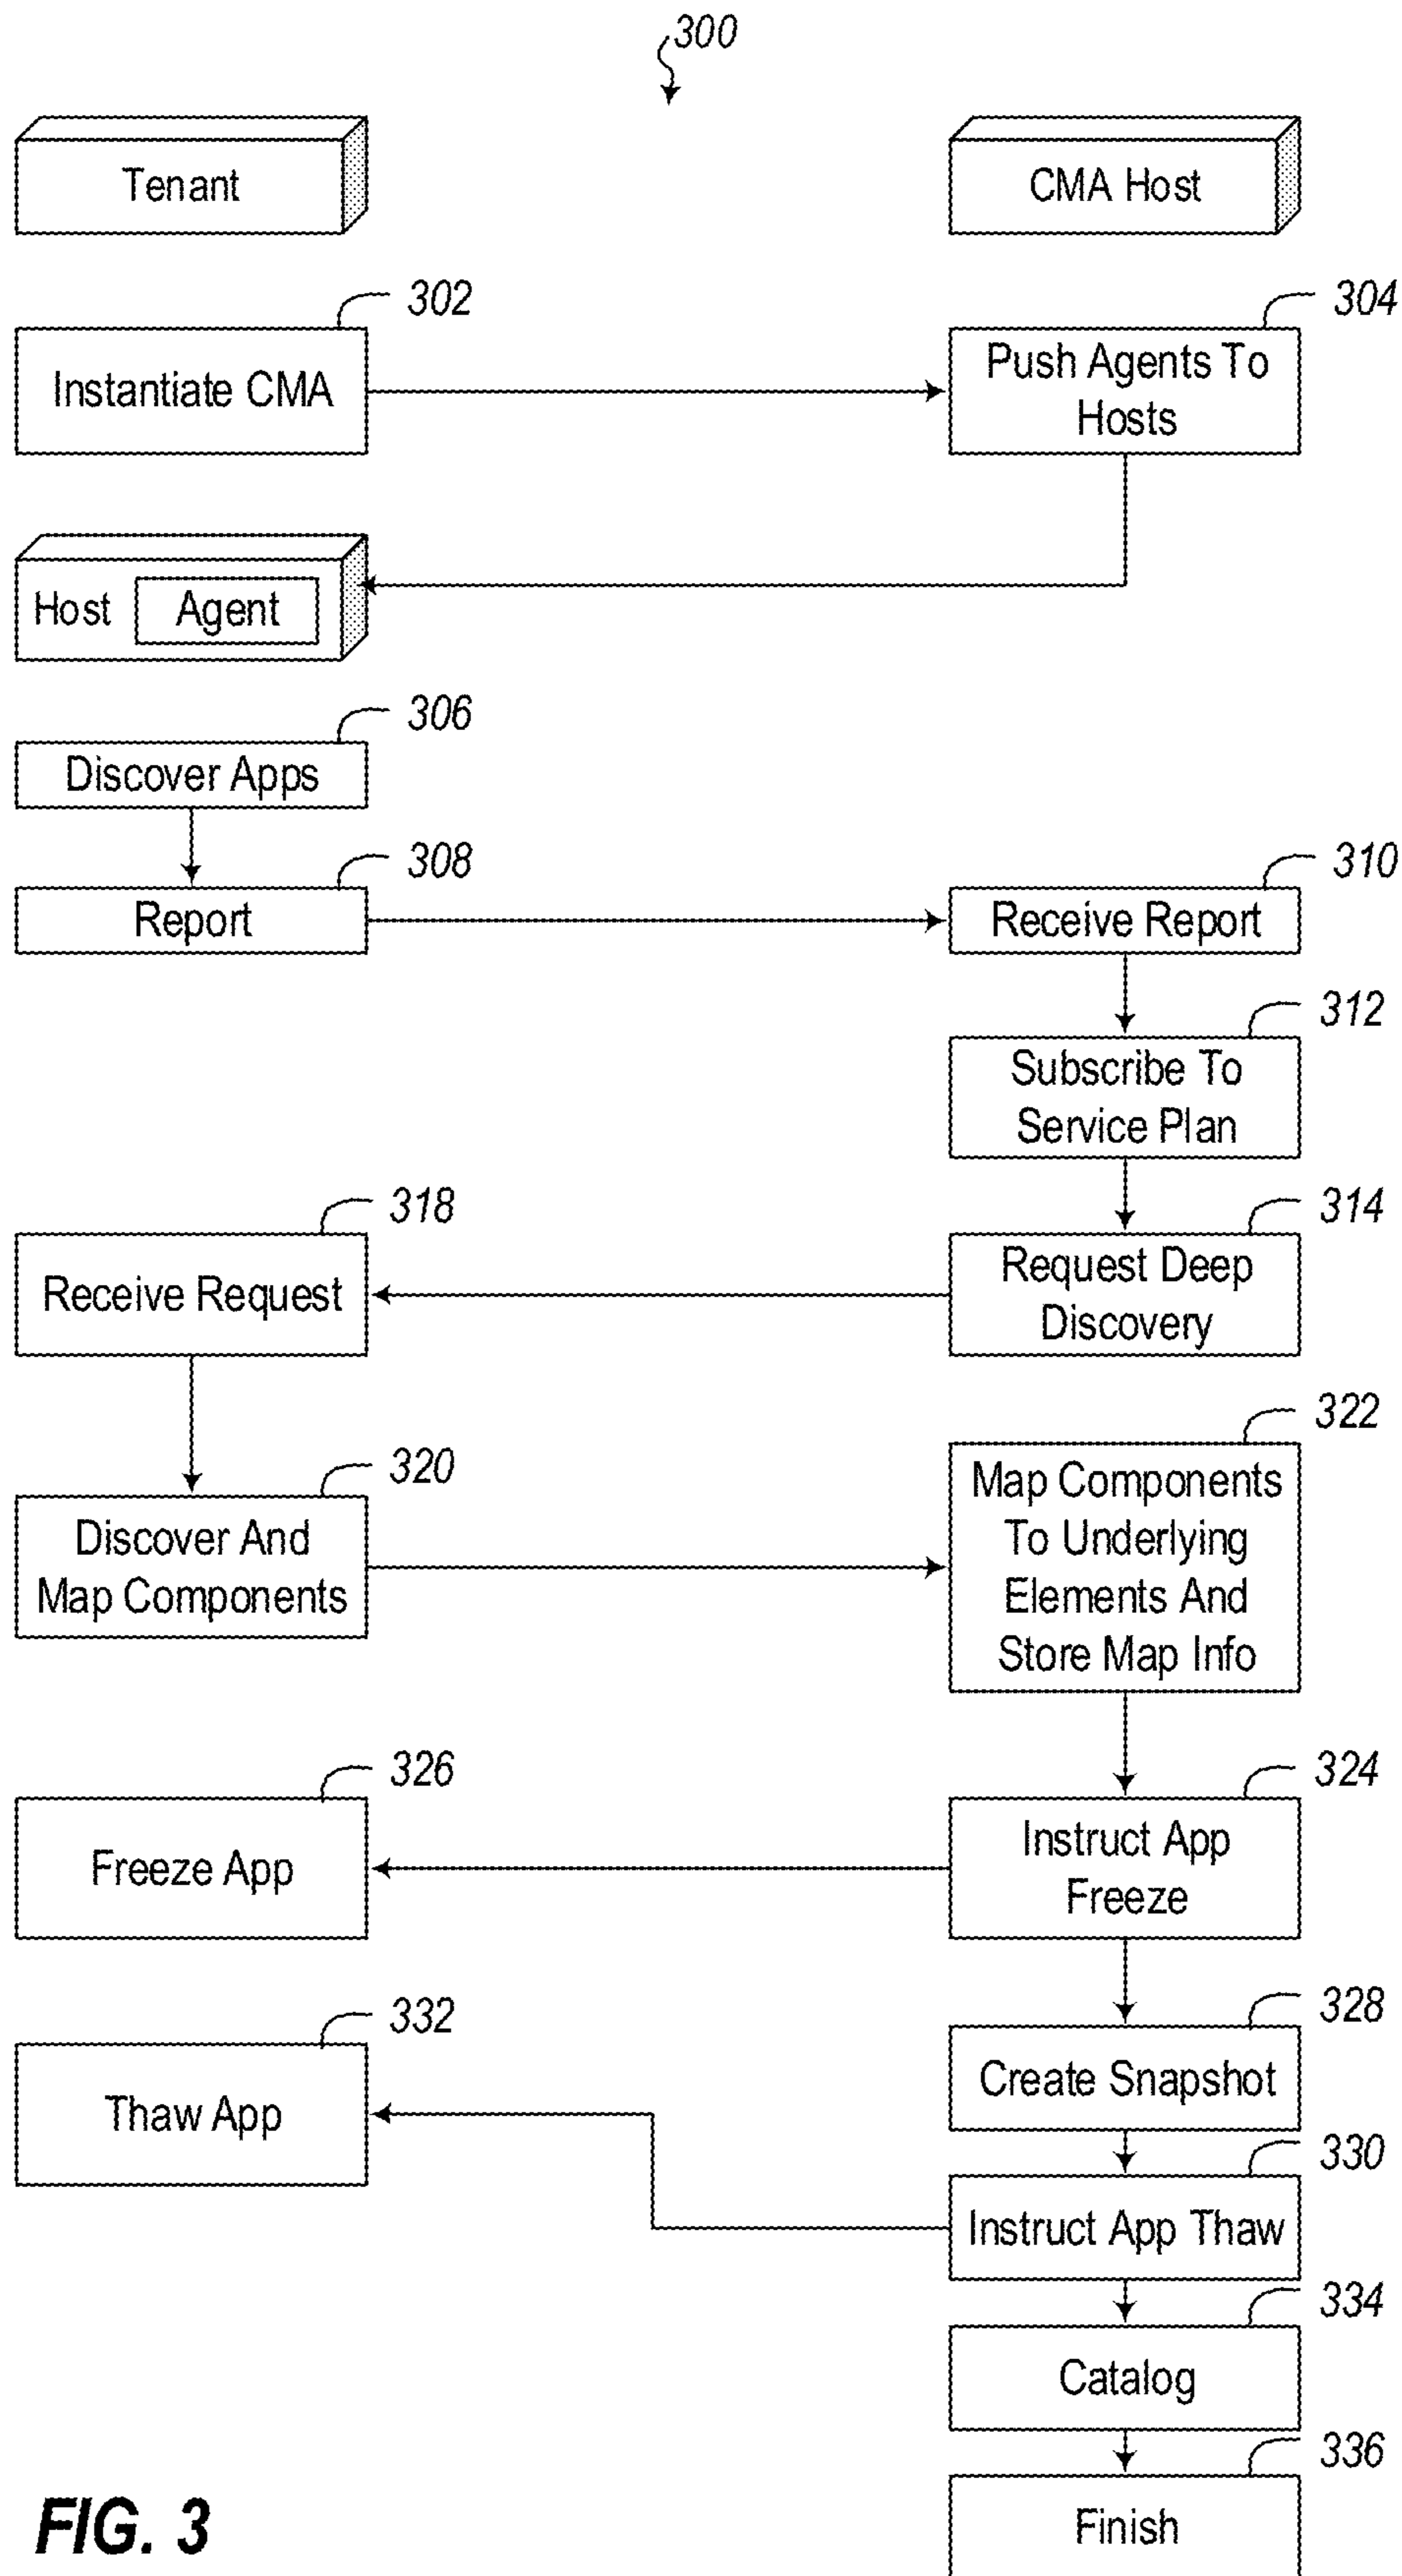 300
Tenant
CMA Host
302
304
Instantiate CMA
Push Agents To
Hosts
Host
Agent
306
Discover Apps
308
310
Report
Receive Report
312
Subscribe To
Service Plan
318
314
Receive Request
Request Deep
Discovery
322
320
Map Components
To Underlying
Elements And
Store Map Info
Discover And
Map Components
326
324
Freeze App
Instruct App
Freeze
332
328
Thaw App
Create Snapshot
330
Instruct App Thaw
334
Catalog
336
Finish
FIG. 3